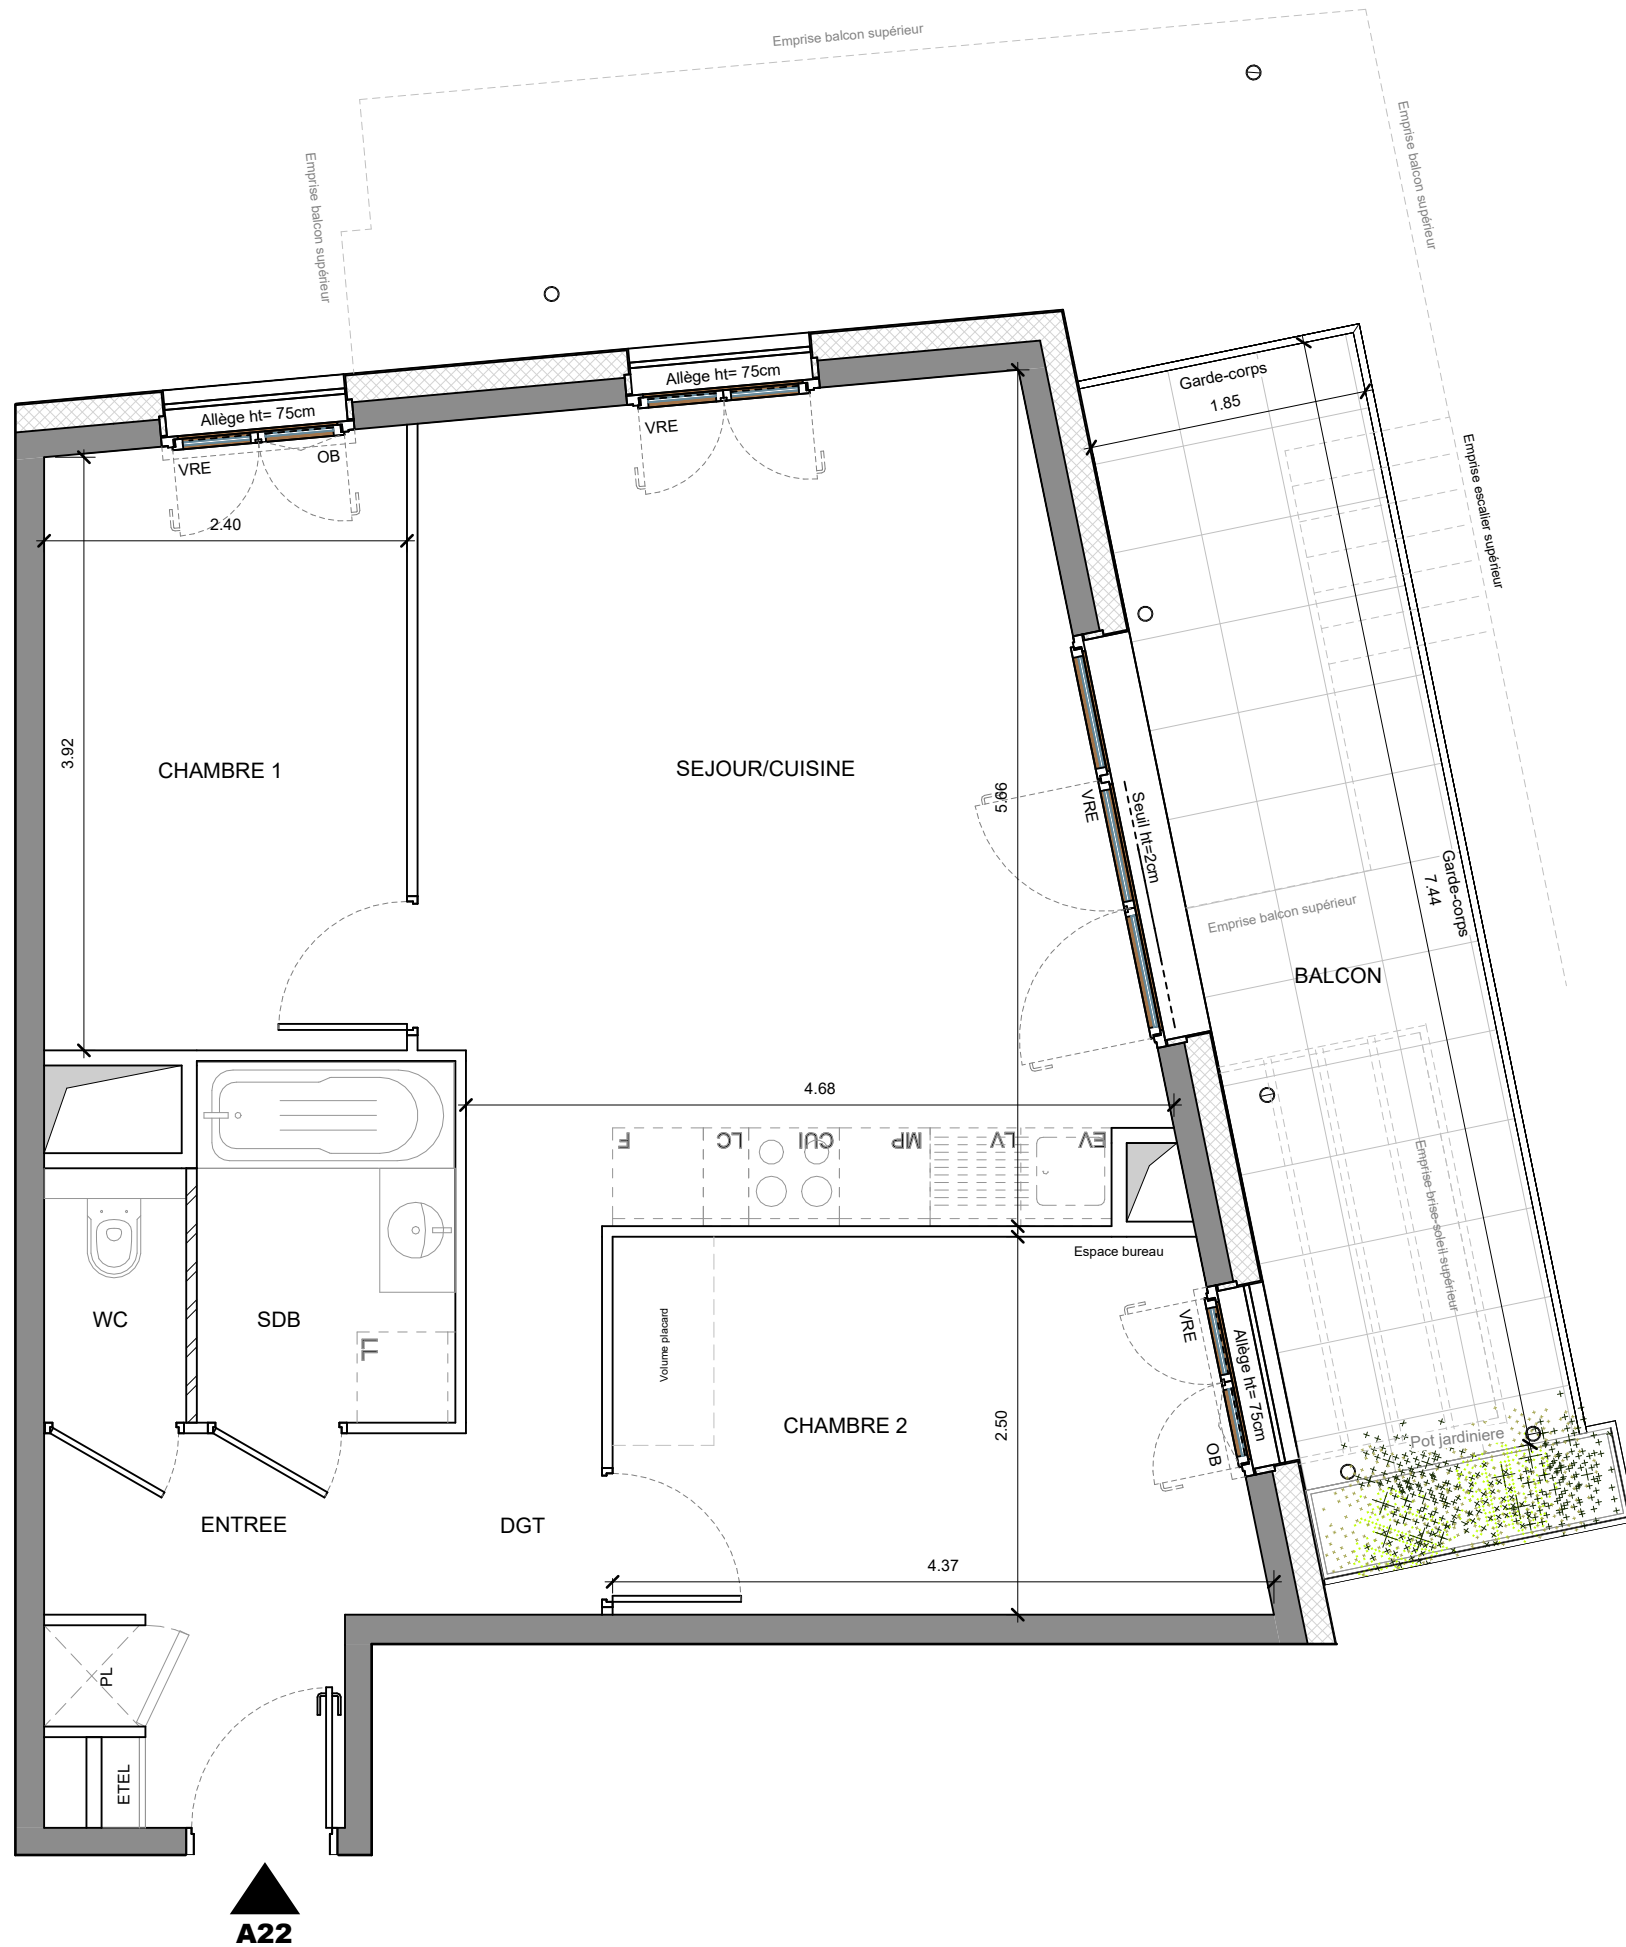 Emprise balcon supérieur
Emprise balcon supérieur
Emprise balcon supérieur
Garde-corps
1.85
Allège ht= 75cm
VRE
Allège ht= 75cm
VRE
OB
2.40
Emprise escalier supérieur
3.92
CHAMBRE 1
SEJOUR/CUISINE
5.66
VRE
Seuil ht=2cm
Garde-corps
7.44
Emprise balcon supérieur
BALCON
4.68
F
LC
CUI
MP
LV
EV
Espace bureau
Emprise brise-soleil supérieur
WC
SDB
LL
Volume placard
VRE
Allège ht= 75cm
OB
CHAMBRE 2
2.50
Pot jardiniere
ENTREE
DGT
4.37
PL
ETEL
A22